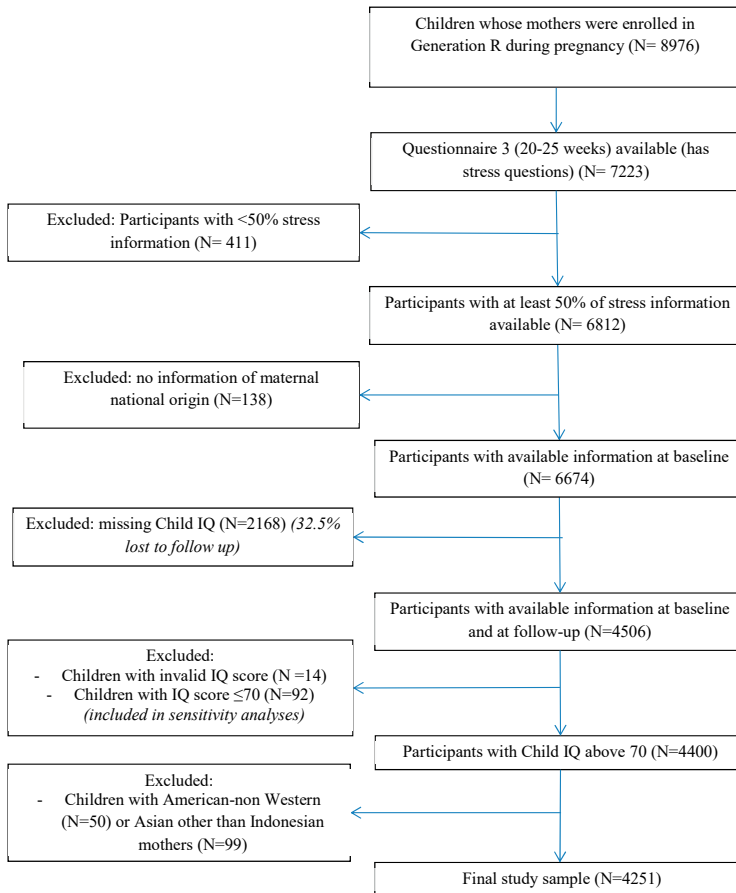 Children whose mothers were enrolled in
Generation R during pregnancy (N= 8976)
Questionnaire 3 (20-25 weeks) available (has
stress questions) (N= 7223)
Excluded: Participants with <50% stress
information (N= 411)
Participants with at least 50% of stress information
available (N= 6812)
Excluded: no information of maternal
national origin (N=138)
Participants with available information at baseline
(N= 6674)
Excluded: missing Child IQ (N=2168) (32.5%
lost to follow up)
Participants with available information at baseline
and at follow-up (N=4506)
Excluded:
- Children with invalid IQ score (N =14)
- Children with IQ score ≤70 (N=92)
(included in sensitivity analyses)
Participants with Child IQ above 70 (N=4400)
Excluded:
- Children with American-non Western
(N=50) or Asian other than Indonesian
mothers (N=99)
Final study sample (N=4251)